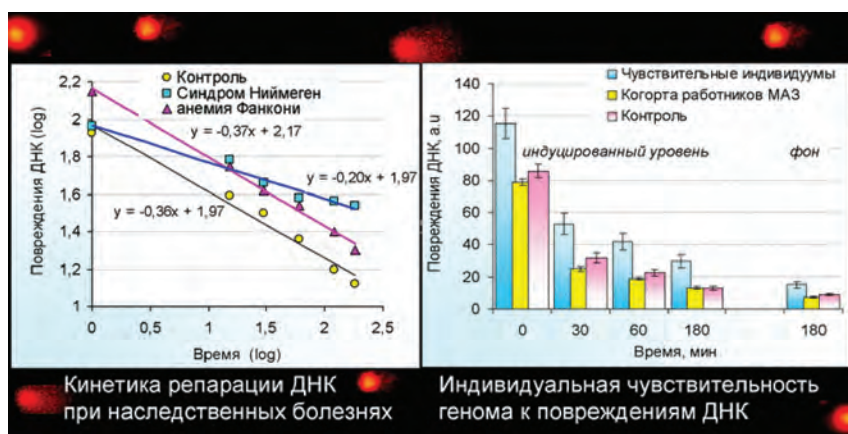 2,2
2
1,8
1,6
1,4
1,2
1
Повреждения ДНК (log)
Контроль
Синдром Ниймеген
анемия Фанкони
y = -0,37x + 2,17
y = -0,20x + 1,97
y = -0,36x + 1,97
0 0,5 1 1,5 2 2,5
Время (log)
Кинетика репарации ДНК
при наследственных болезнях
140
120
100
80
60
40
20
0
Повреждения ДНК, a.u
Чувствительные индивидуумы
Когорта работников МАЗ
Контроль
индуцированный уровень фон
0 30 60 180 180
Время, мин
Индивидуальная чувствительность
генома к повреждениям ДНК